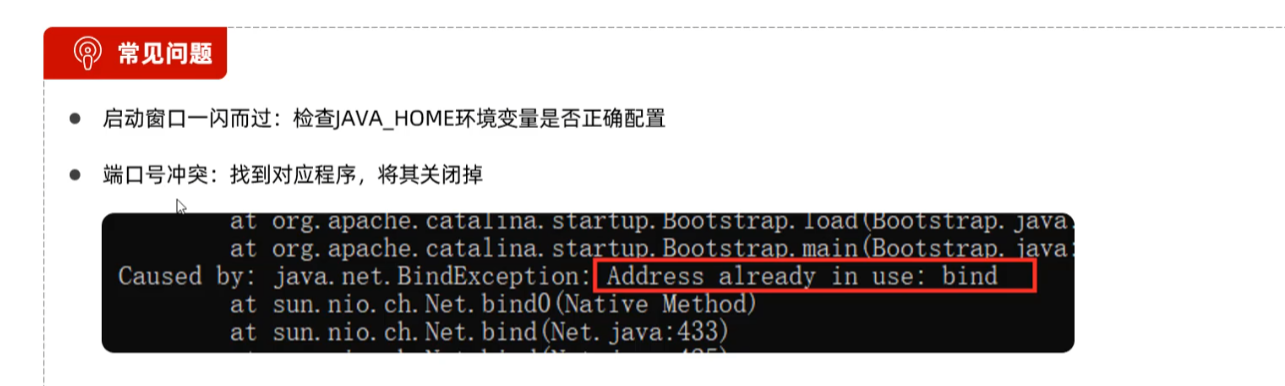 常见问题
启动窗口一闪而过：检查JAVA_HOME环境变量是否正确配置
端口号冲突：找到对应程序，将其关闭掉
at org.apache.catalina.startup.Bootstrap.load(Bootstrap.java:
at org.apache.catalina.startup.Bootstrap.main(Bootstrap.java:
Caused by: java.net.BindException: Address already in use: bind
at sun.nio.ch.Net.bind0(Native Method)
at sun.nio.ch.Net.bind(Net.java:433)